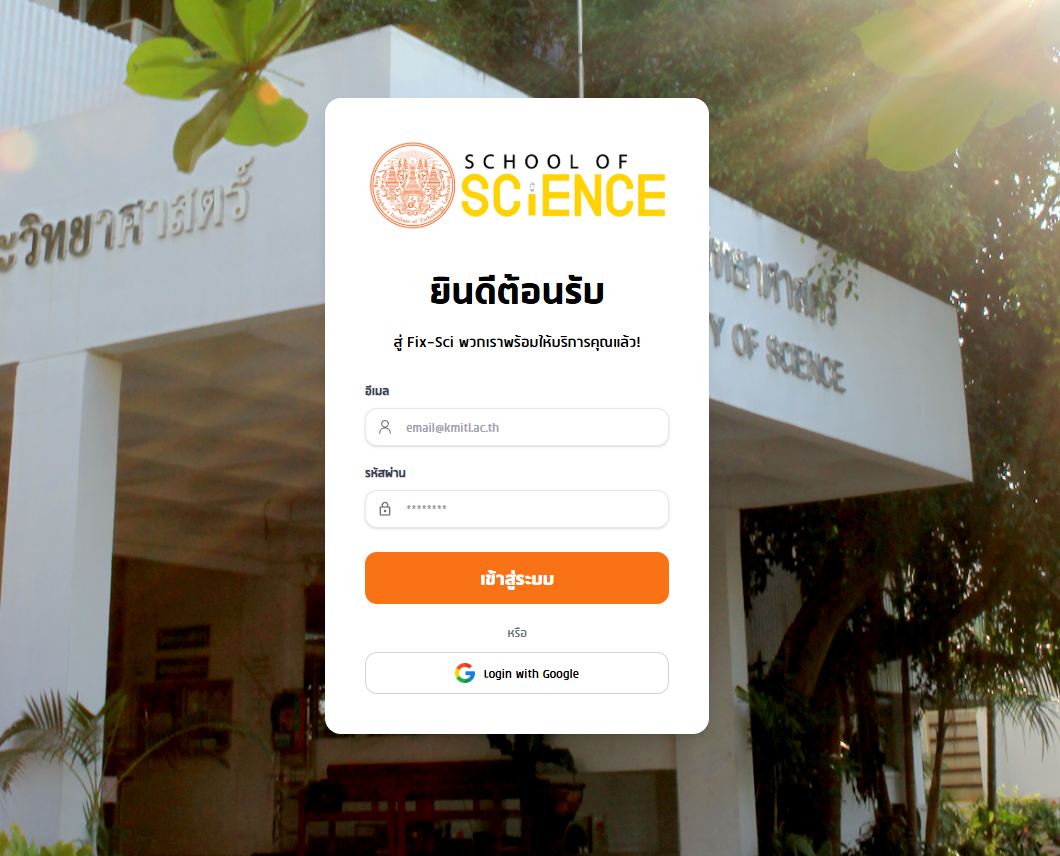 SCHOOL OF
SCiENCE
ะวิทยาศาสตร์
วิทยาศาสตร์
Y OF SCIENCE
ยินดีต้อนรับ
สู่ Fix-Sci พวกเราพร้อมให้บริการคุณแล้ว!
อีเมล
email@kmitl.ac.th
รหัสผ่าน
********
เข้าสู่ระบบ
หรือ
Login with Google